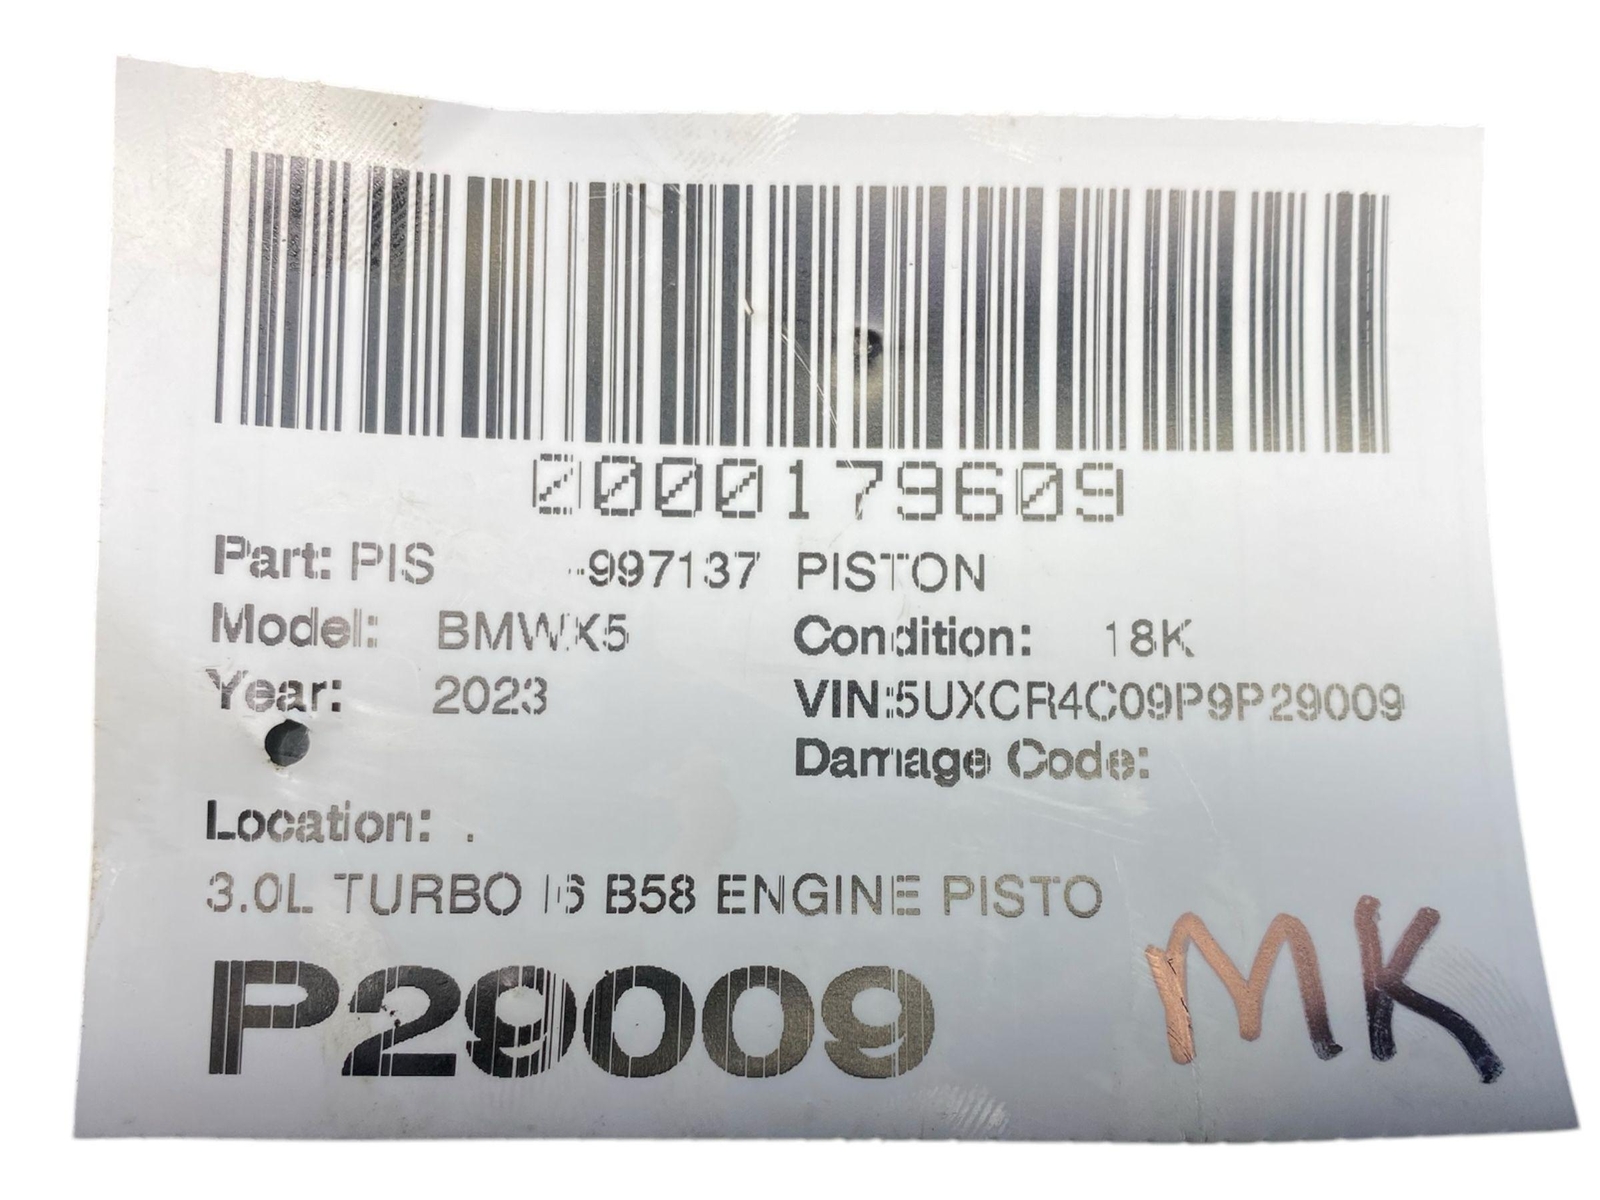 0000179609
Part: PIS -997137 PISTON
Model: BMWX5 Condition: 18K
Year: 2023 VIN:5UXCR4C09P9P29009
Damage Code:
Location: .
3.0L TURBO I6 B58 ENGINE PISTO
P29009
MK